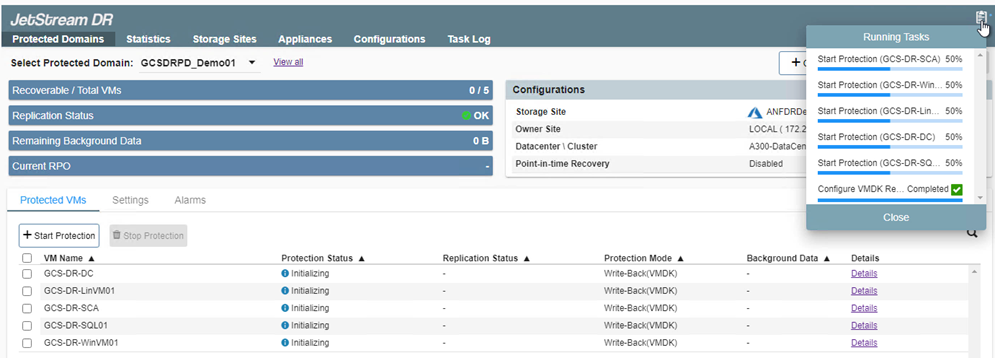 JetStream DR
Protected Domains Statistics Storage Sites Appliances Configurations Task Log
Select Protected Domain: GCSDRPD_Demo01 View all
+
Running Tasks
Start Protection (GCS-DR-SCA) 50%
Start Protection (GCS-DR-Win... 50%
Start Protection (GCS-DR-Lin... 50%
Start Protection (GCS-DR-DC) 50%
Start Protection (GCS-DR-SQ... 50%
Configure VMDK Re... Completed
Close
Recoverable / Total VMs 0 / 5
Replication Status OK
Remaining Background Data 0 B
Current RPO -
Configurations
Storage Site ANFDRDe
Owner Site LOCAL ( 172.2
Datacenter \ Cluster A300-DataCen
Point-in-time Recovery Disabled
Protected VMs Settings Alarms
+ Start Protection Stop Protection
VM Name ▲ Protection Status ▲ Replication Status ▲ Protection Mode ▲ Background Data ▲ Details
GCS-DR-DC Initializing - Write-Back(VMDK) - Details
GCS-DR-LinVM01 Initializing - Write-Back(VMDK) - Details
GCS-DR-SCA Initializing - Write-Back(VMDK) - Details
GCS-DR-SQL01 Initializing - Write-Back(VMDK) - Details
GCS-DR-WinVM01 Initializing - Write-Back(VMDK) - Details